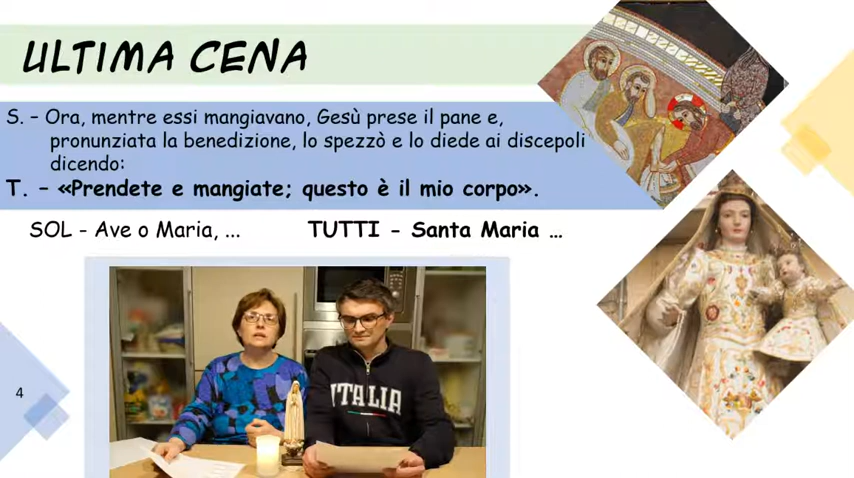 ULTIMA CENA
S. – Ora, mentre essi mangiavano, Gesù prese il pane e,
pronunziata la benedizione, lo spezzò e lo diede ai discepoli
dicendo:
T. – «Prendete e mangiate; questo è il mio corpo».
SOL - Ave o Maria, ... TUTTI - Santa Maria ...
ITALIA
4